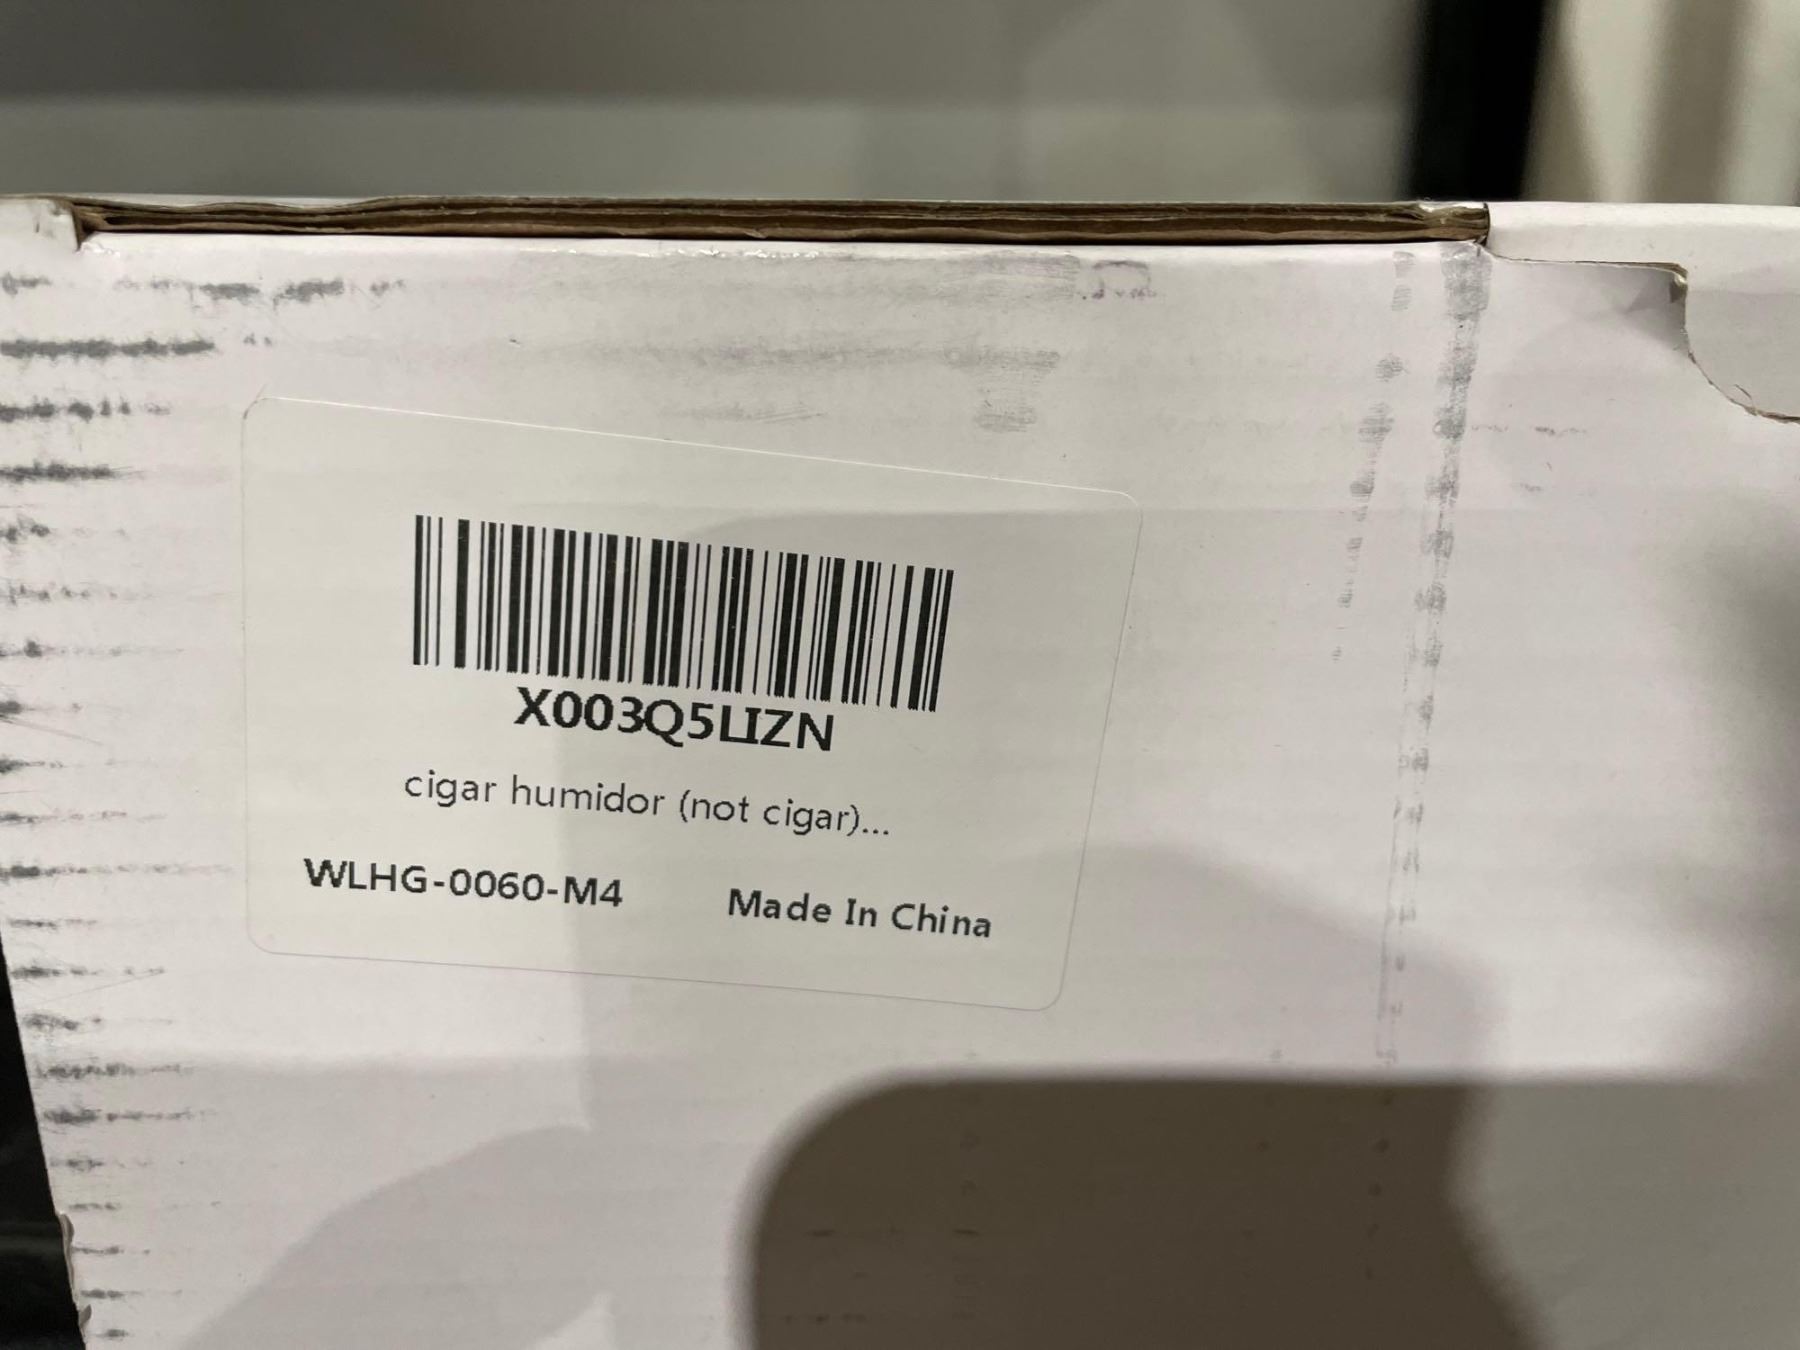 X003Q5LIZN
cigar humidor (not cigar)...
WLHG-0060-M4 Made In China